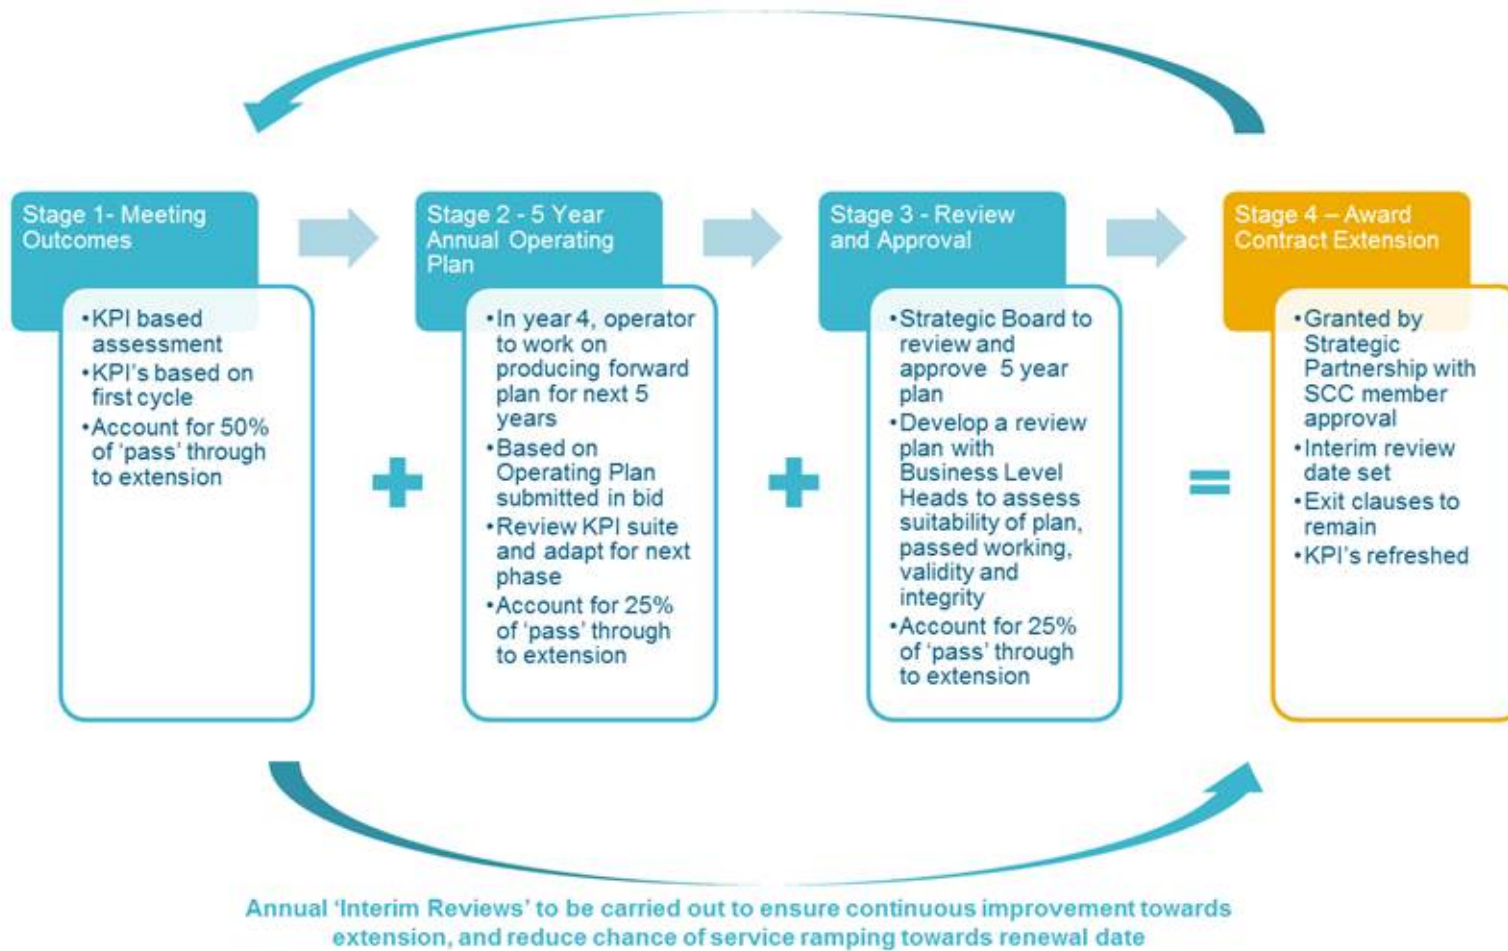 Stage 1- Meeting
Outcomes
•KPI based
assessment
•KPI's based on
first cycle
•Account for 50%
of 'pass' through
to extension
Stage 2 - 5 Year
Annual Operating
Plan
•In year 4, operator
to work on
producing forward
plan for next 5
years
•Based on
Operating Plan
submitted in bid
•Review KPI suite
and adapt for next
phase
•Account for 25%
of 'pass' through
to extension
Stage 3 - Review
and Approval
•Strategic Board to
review and
approve 5 year
plan
•Develop a review
plan with
Business Level
Heads to assess
suitability of plan,
passed working,
validity and
integrity
•Account for 25%
of 'pass' through
to extension
Stage 4 – Award
Contract Extension
•Granted by
Strategic
Partnership with
SCC member
approval
•Interim review
date set
•Exit clauses to
remain
•KPI's refreshed
Annual 'Interim Reviews' to be carried out to ensure continuous improvement towards
extension, and reduce chance of service ramping towards renewal date